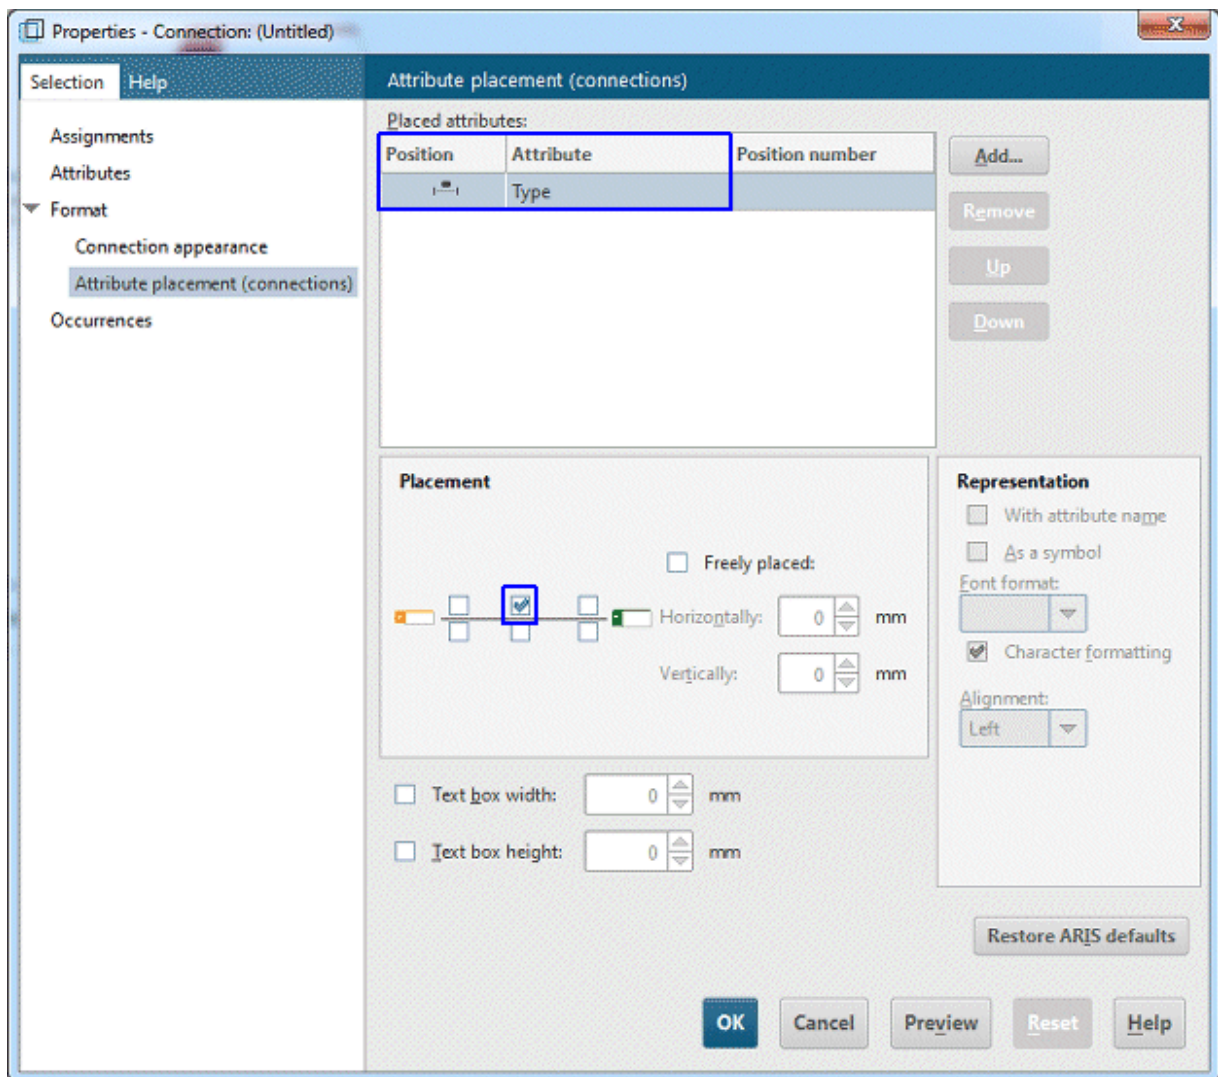 Properties - Connection: (Untitled)
Selection Help
Attribute placement (connections)
Assignments
Attributes
Format
Connection appearance
Attribute placement (connections)
Occurrences
Placed attributes:
Position Attribute Position number
Type
Add...
Remove
Up
Down
Placement
Freely placed:
Horizontally: 0 mm
Vertically: 0 mm
Representation
With attribute name
As a symbol
Font format:
Character formatting
Alignment:
Left
Text box width: 0 mm
Text box height: 0 mm
Restore ARIS defaults
OK Cancel Preview Reset Help